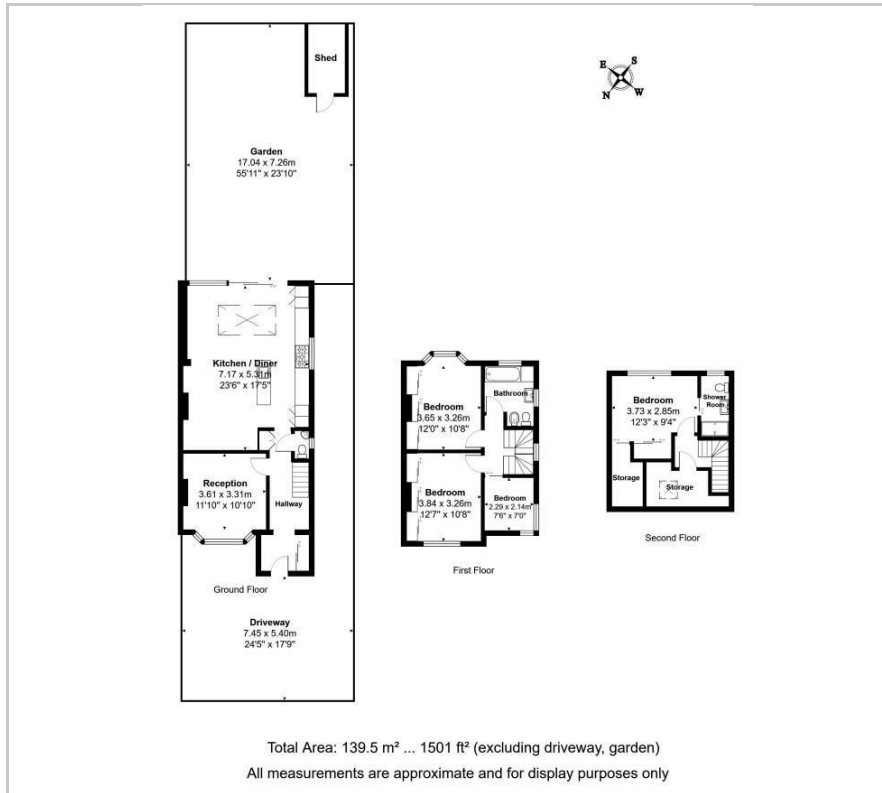 Shed
E S
N W
Garden
17.04 x 7.26m
55'11" x 23'10"
Kitchen / Diner
7.17 x 5.31m
23'6" x 17'5"
Reception
3.61 x 3.31m
11'10" x 10'10"
Hallway
Ground Floor
Driveway
7.45 x 5.40m
24'5" x 17'9"
Bathroom
Bedroom
3.65 x 3.26m
12'0" x 10'8"
Bedroom
3.84 x 3.26m
12'7" x 10'8"
Bedroom
2.29 x 2.14m
7'6" x 7'0"
First Floor
Bedroom
3.73 x 2.85m
12'3" x 9'4"
Shower
Room
Storage
Storage
Second Floor
Total Area: 139.5 m² ... 1501 ft² (excluding driveway, garden)
All measurements are approximate and for display purposes only